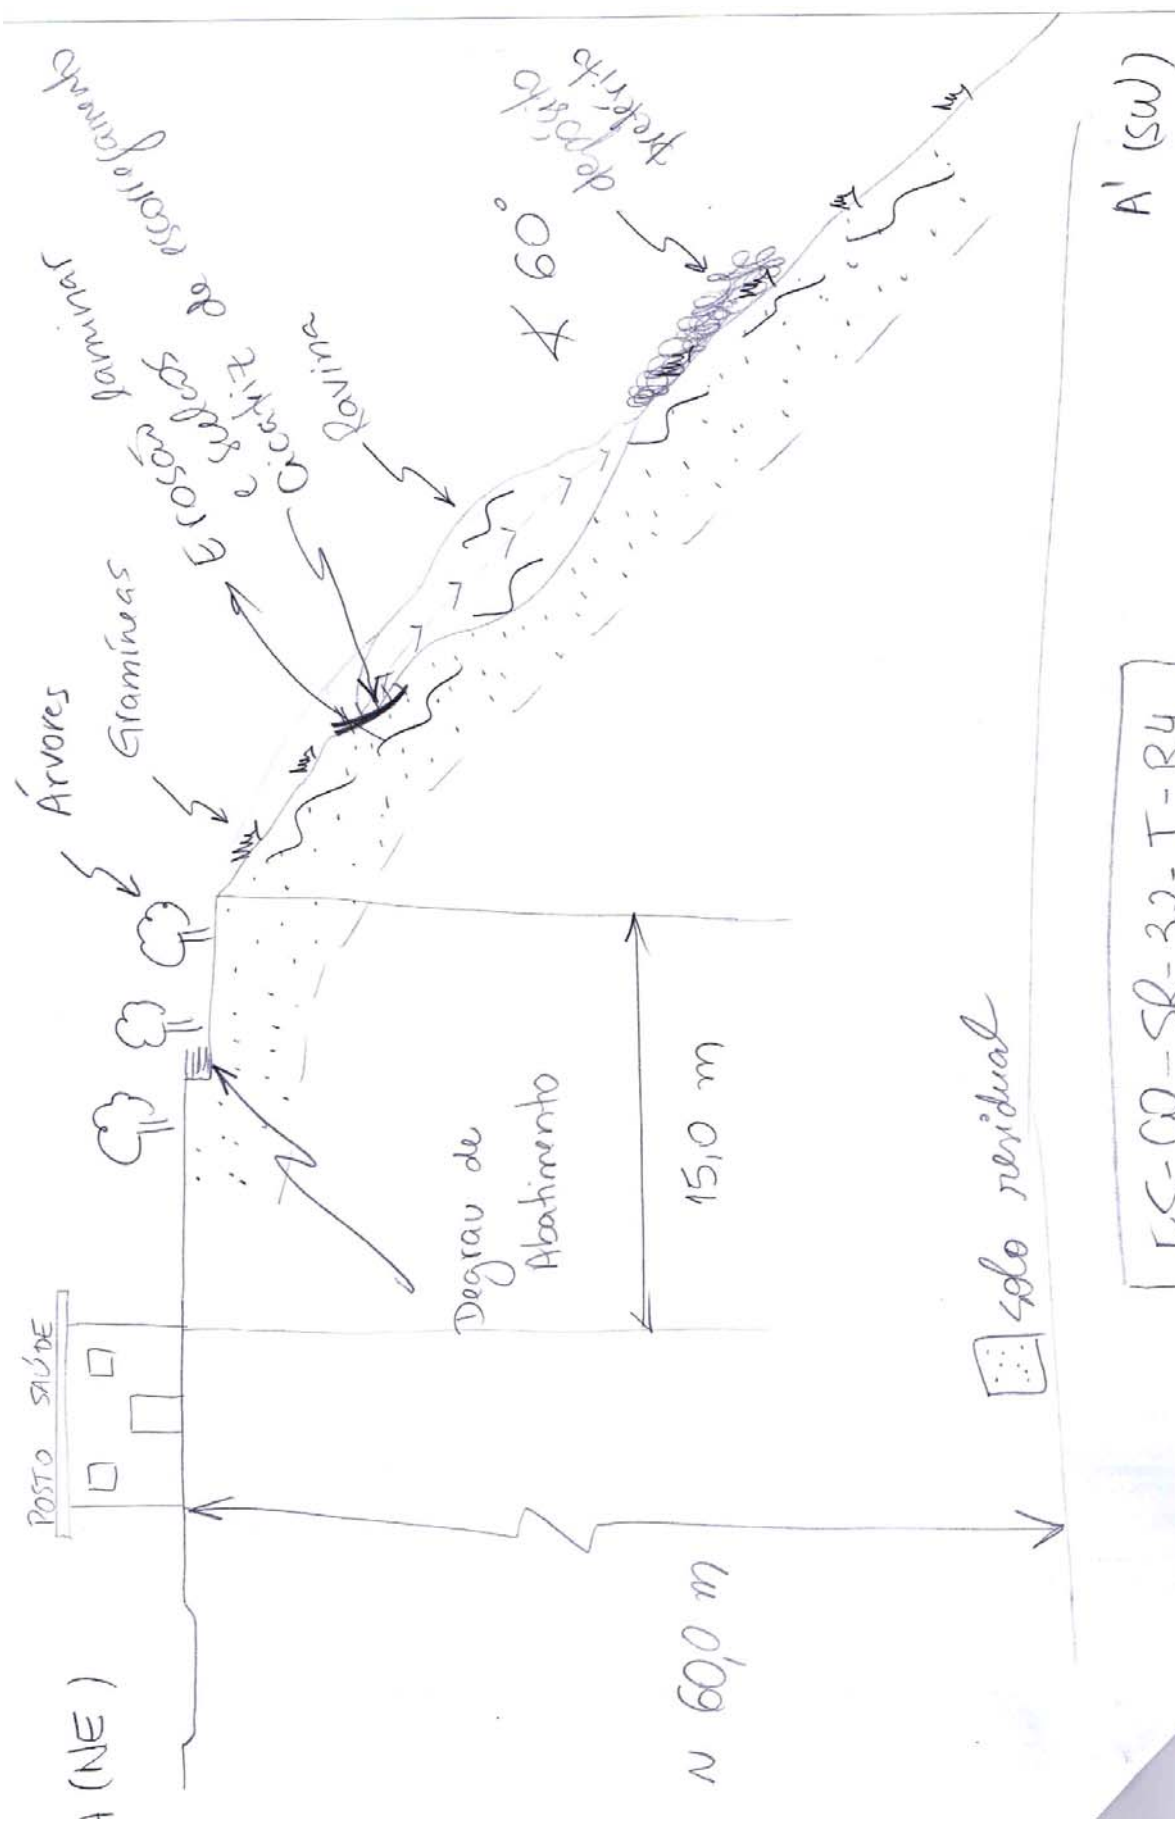 (NE)
POSTO SAÚDE
Árvores
Gramíneas
Erosão laminar
e sulcos
Cicatriz de escorregamento
Ravina
60°
depósito
pretérito
Degrau de
Abatimento
15,0 m
N 60,0 m
solo residual
A' (SW)